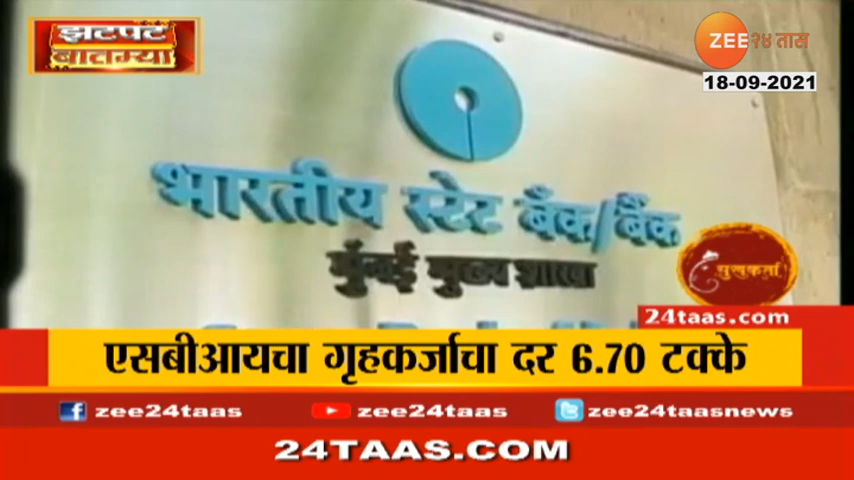 झटपट
बातम्या
ZEE २४ तास
18-09-2021
भारतीय स्टेट बँक/बैंक
मुंबई मुख्य शाखा
सुखकर्ता
24taas.com
एसबीआयचा गृहकर्जाचा दर 6.70 टक्के
zee24taas
zee24taas
zee24taasnews
24TAAS.COM